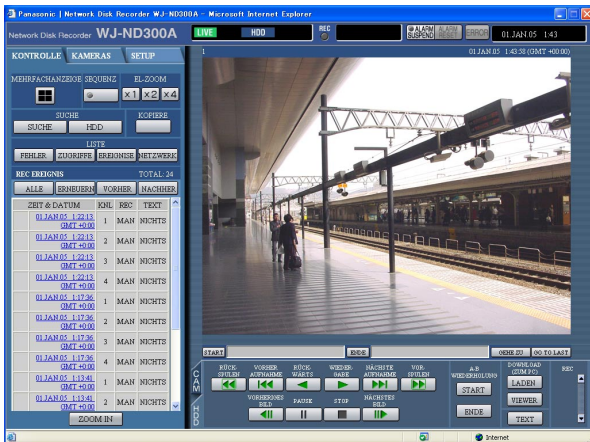 Panasonic | Network Disk Recorder WJ-ND300A - Microsoft Internet Explorer
Network Disk Recorder WJ-ND300A
LIVE HDD REC ALARM SUSPEND ALARM RESET ERROR 01.JAN.05 1:43
KONTROLLE KAMERAS SETUP
1 01.JAN.05 1:43:58 (GMT +00:00)
MEHRFACHANZEIGE SEQUENZ EL-ZOOM
x1 x2 x4
SUCHE KOPIERE
SUCHE HDD
LISTE
FEHLER ZUGRIFFE EREIGNISE NETZWERK
REC EREIGNIS TOTAL: 24
ALLE ERNEUERN VORHER. NACHHER
ZEIT & DATUM KNL REC TEXT
01.JAN.05 1:22:13 GMT +0:00 1 MAN NICHTS
01.JAN.05 1:22:13 GMT +0:00 2 MAN NICHTS
01.JAN.05 1:22:13 GMT +0:00 3 MAN NICHTS
01.JAN.05 1:22:13 GMT +0:00 4 MAN NICHTS
01.JAN.05 1:17:36 GMT +0:00 1 MAN NICHTS
01.JAN.05 1:17:36 GMT +0:00 2 MAN NICHTS
01.JAN.05 1:17:36 GMT +0:00 3 MAN NICHTS
01.JAN.05 1:17:36 GMT +0:00 4 MAN NICHTS
01.JAN.05 1:13:41 GMT +0:00 1 MAN NICHTS
01.JAN.05 1:13:41 GMT +0:00 2 MAN NICHTS
ZOOM IN
START ENDE GEHE ZU GO TO LAST
CAM
HDD
RÜCK-SPULEN VORHER AUFNAHME RÜCK-WÄRTS WIEDER-GABE NÄCHSTE AUFNAHME VOR-SPULEN
VORHERIGES BILD PAUSE STOP NÄCHSTES BILD
A-B WIEDERHOLUNG
START
ENDE
DOWNLOAD (ZUM PC)
LADEN
VIEWER
TEXT
REC
Internet